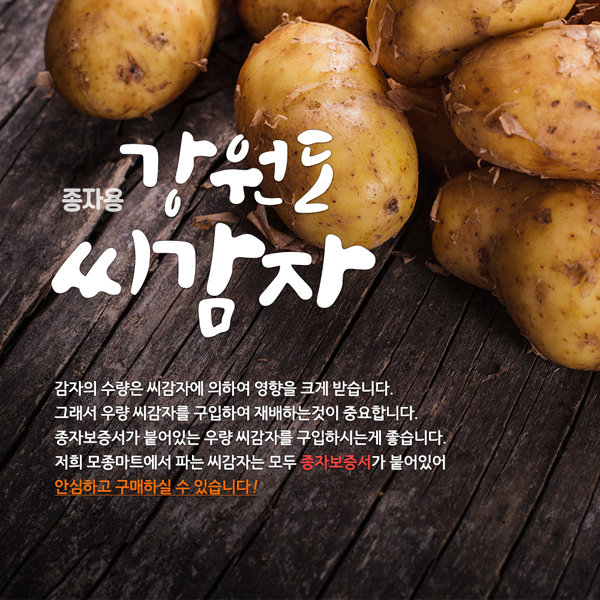 종자용 강원도
씨감자
감자의 수량은 씨감자에 의하여 영향을 크게 받습니다.
그래서 우량 씨감자를 구입하여 재배하는것이 중요합니다.
종자보증서가 붙어있는 우량 씨감자를 구입하시는게 좋습니다.
저희 모종마트에서 파는 씨감자는 모두 종자보증서가 붙어있어
안심하고 구매하실 수 있습니다!